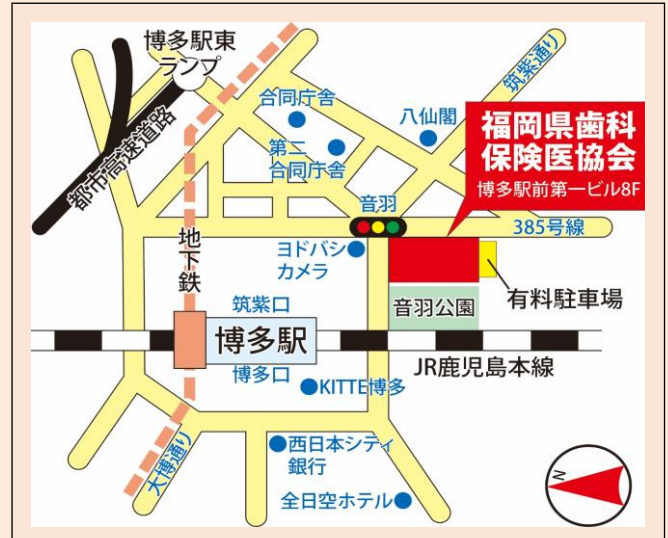 博多駅東
ランプ
筑紫通り
合同庁舎
八仙閣
第二
合同庁舎
福岡県歯科
保険医協会
博多駅前第一ビル8F
都市高速道路
音羽
385号線
地下鉄
ヨドバシ
カメラ
有料駐車場
音羽公園
筑紫口
博多駅
博多口
JR鹿児島本線
KITTE博多
大博通り
西日本シティ
銀行
全日空ホテル
N